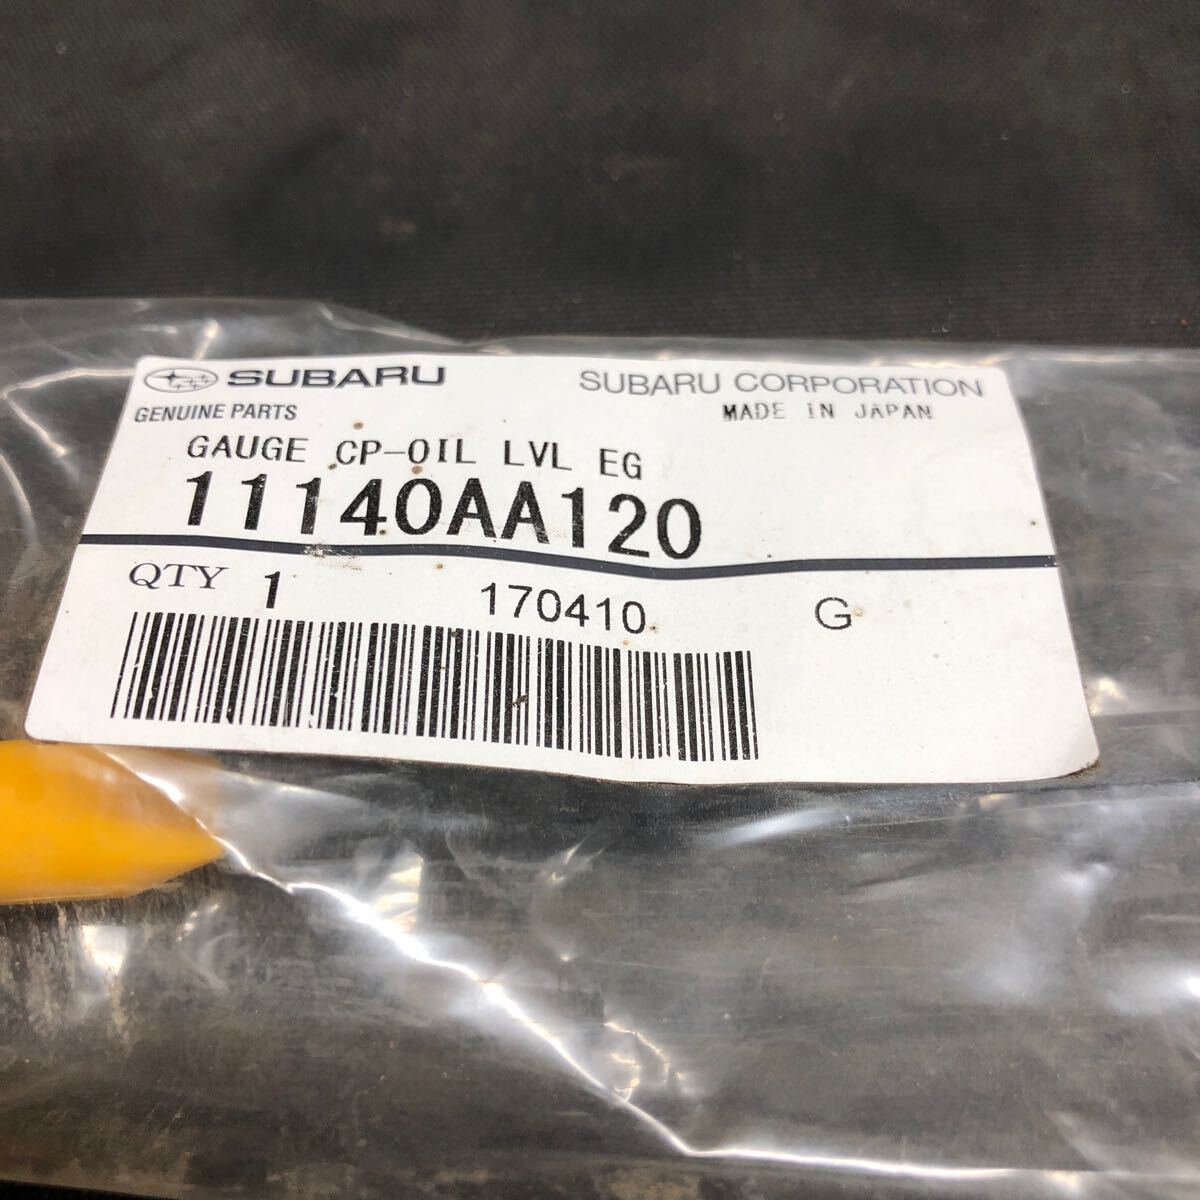 SUBARU SUBARU CORPORATION
GENUINE PARTS MADE IN JAPAN
GAUGE CP-OIL LVL EG
11140AA120
QTY 1 170410 G